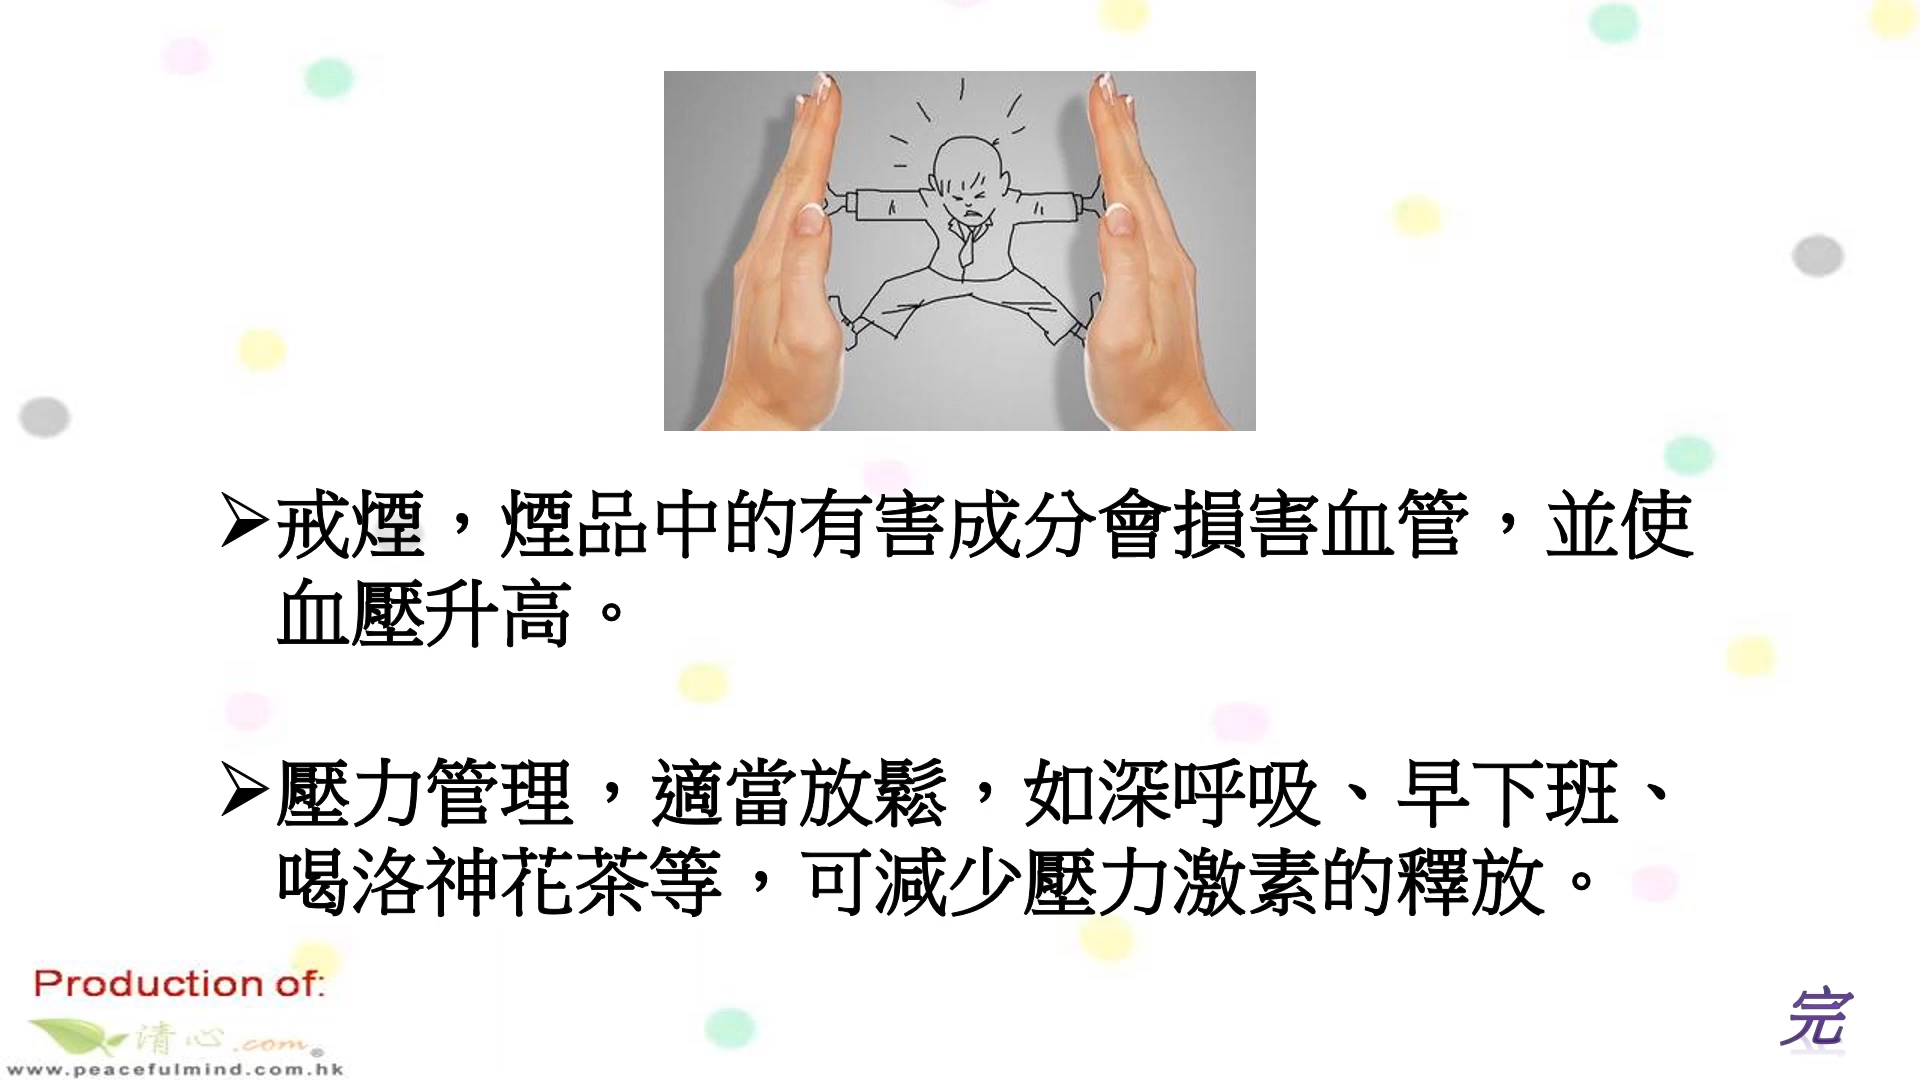 ➢戒煙，煙品中的有害成分會損害血管，並使
血壓升高。
➢壓力管理，適當放鬆，如深呼吸、早下班、
喝洛神花茶等，可減少壓力激素的釋放。
Production of:
清心.com
www.peacefulmind.com.hk
完